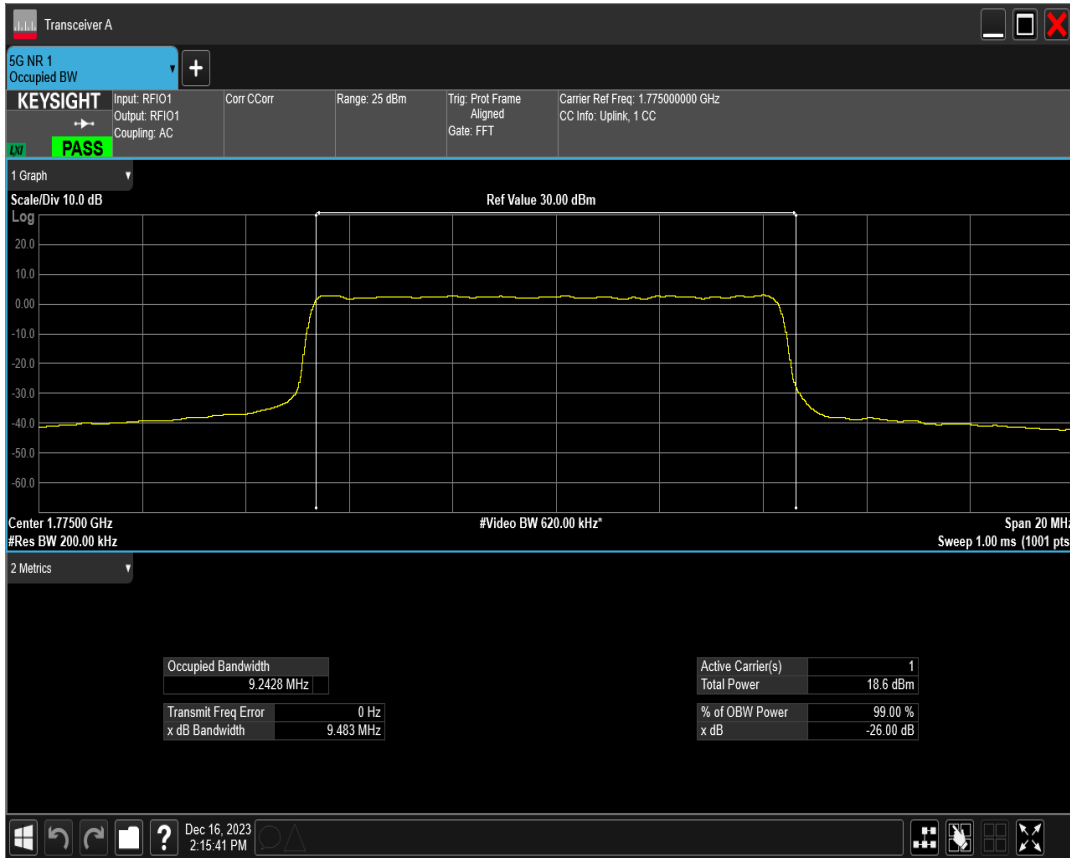 Transceiver A
5G NR 1
Occupied BW
KEYSIGHT
LXI
PASS
Input: RFIO1
Output: RFIO1
Coupling: AC
Corr CCorr
Range: 25 dBm
Trig: Prot Frame
Aligned
Gate: FFT
Carrier Ref Freq: 1.775000000 GHz
CC Info: Uplink, 1 CC
1 Graph
Scale/Div 10.0 dB
Ref Value 30.00 dBm
Log
20.0
10.0
0.00
-10.0
-20.0
-30.0
-40.0
-50.0
-60.0
Center 1.77500 GHz
#Video BW 620.00 kHz*
Span 20 MHz
#Res BW 200.00 kHz
Sweep 1.00 ms (1001 pts
2 Metrics
Occupied Bandwidth
9.2428 MHz
Transmit Freq Error 0 Hz
x dB Bandwidth 9.483 MHz
Active Carrier(s) 1
Total Power 18.6 dBm
% of OBW Power 99.00 %
x dB -26.00 dB
?
Dec 16, 2023
2:15:41 PM